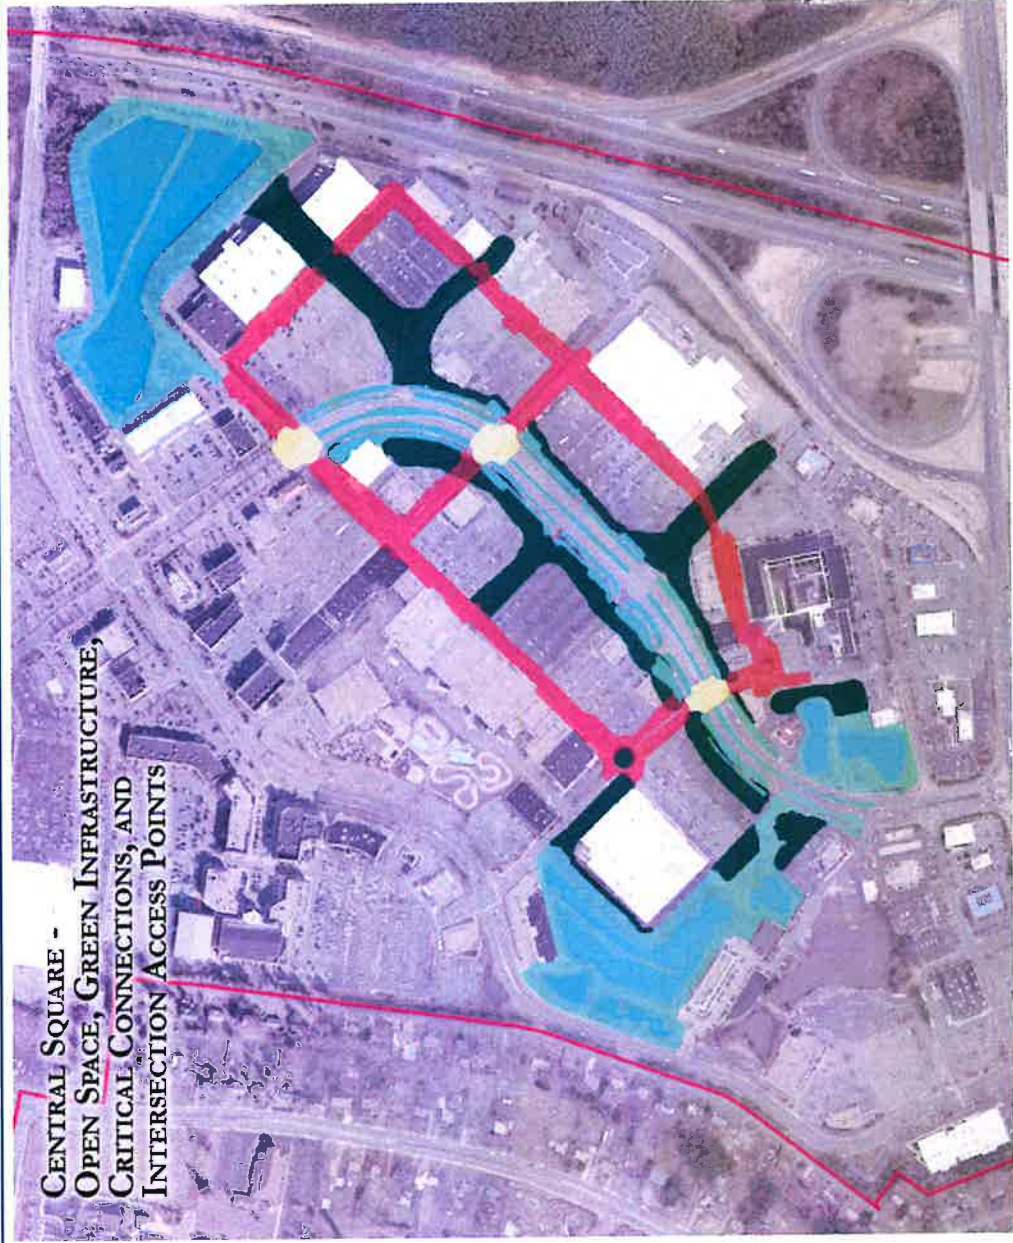 CENTRAL SQUARE -
OPEN SPACE, GREEN INFRASTRUCTURE,
CRITICAL CONNECTIONS, AND
INTERSECTION ACCESS POINTS